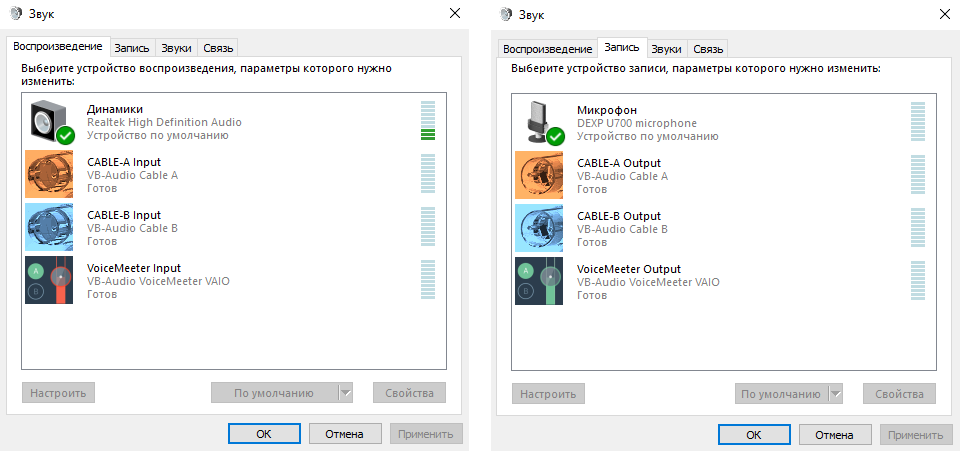 Звук
Воспроизведение Запись Звуки Связь
Выберите устройство воспроизведения, параметры которого нужно
изменить:
Динамики
Realtek High Definition Audio
Устройство по умолчанию
CABLE-A Input
VB-Audio Cable A
Готов
CABLE-B Input
VB-Audio Cable B
Готов
A
B
VoiceMeeter Input
VB-Audio VoiceMeeter VAIO
Готов
Настроить По умолчанию Свойства
ОК Отмена Применить
Звук
Воспроизведение Запись Звуки Связь
Выберите устройство записи, параметры которого нужно изменить:
Микрофон
DEXP U700 microphone
Устройство по умолчанию
CABLE-A Output
VB-Audio Cable A
Готов
CABLE-B Output
VB-Audio Cable B
Готов
A
B
VoiceMeeter Output
VB-Audio VoiceMeeter VAIO
Готов
Настроить По умолчанию Свойства
ОК Отмена Применить